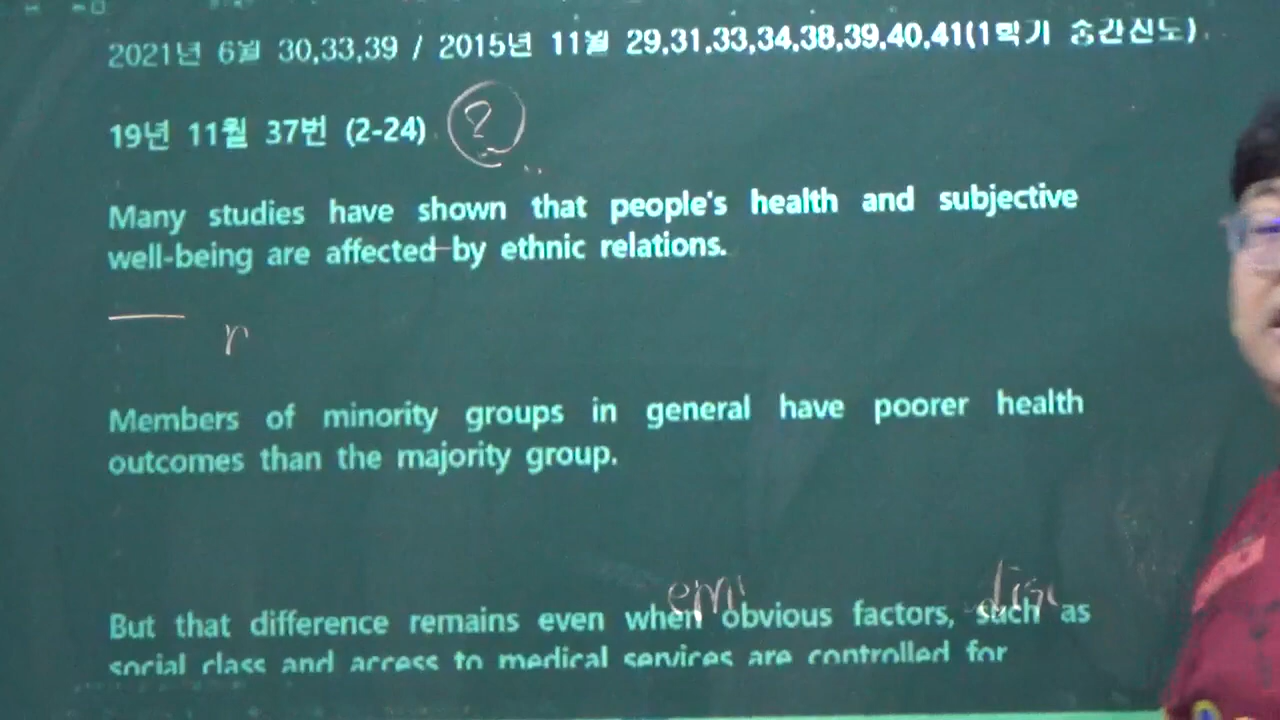 2021년 6월 30,33,39 / 2015년 11월 29,31,33,34,38,39,40,41(1학기 중간진도)
19년 11월 37번 (2-24) ?
Many studies have shown that people's health and subjective
well-being are affected by ethnic relations.
r
Members of minority groups in general have poorer health
outcomes than the majority group.
But that difference remains even when obvious factors, such as
social class and access to medical services are controlled for